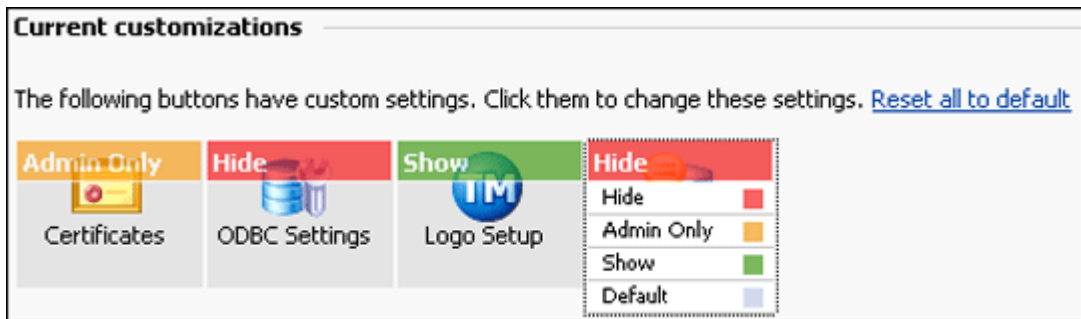 Current customizations
The following buttons have custom settings. Click them to change these settings. Reset all to default
Admin Only
Certificates
Hide
ODBC Settings
Show
TM
Logo Setup
Hide
Hide
Admin Only
Show
Default